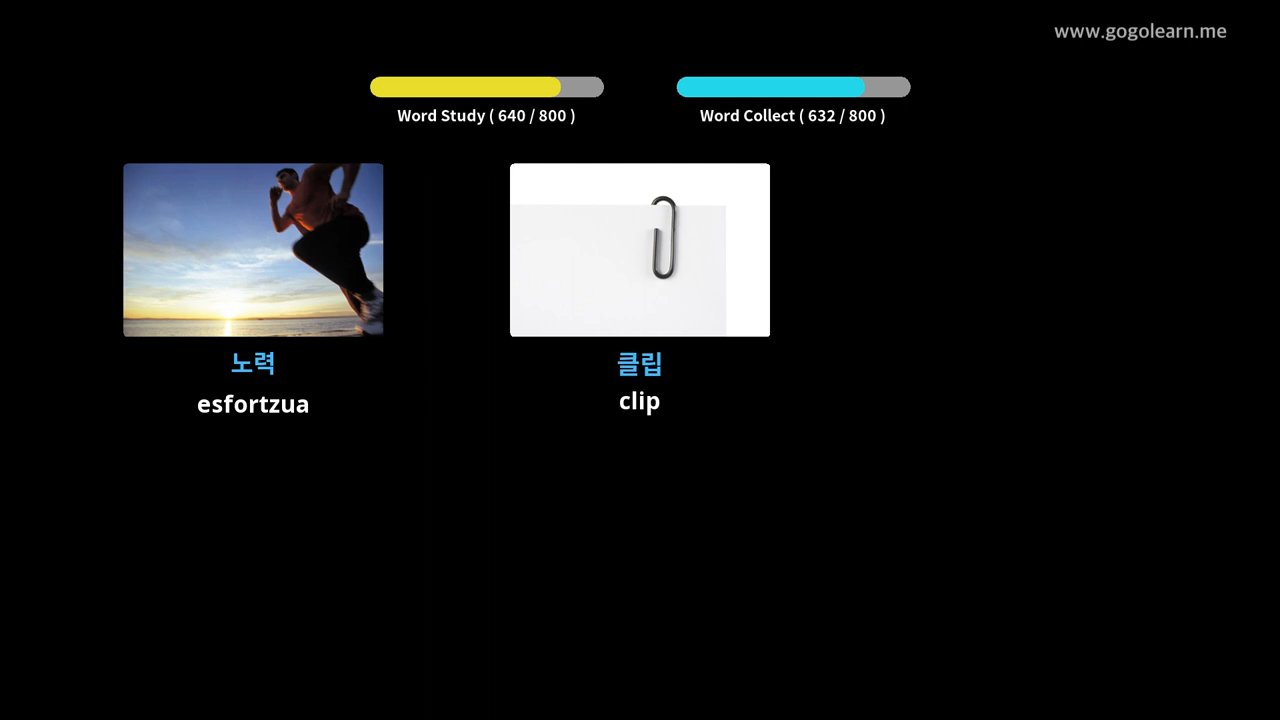 www.gogolearn.me
Word Study ( 640 / 800 )
Word Collect ( 632 / 800 )
노력
esfortzua
클립
clip